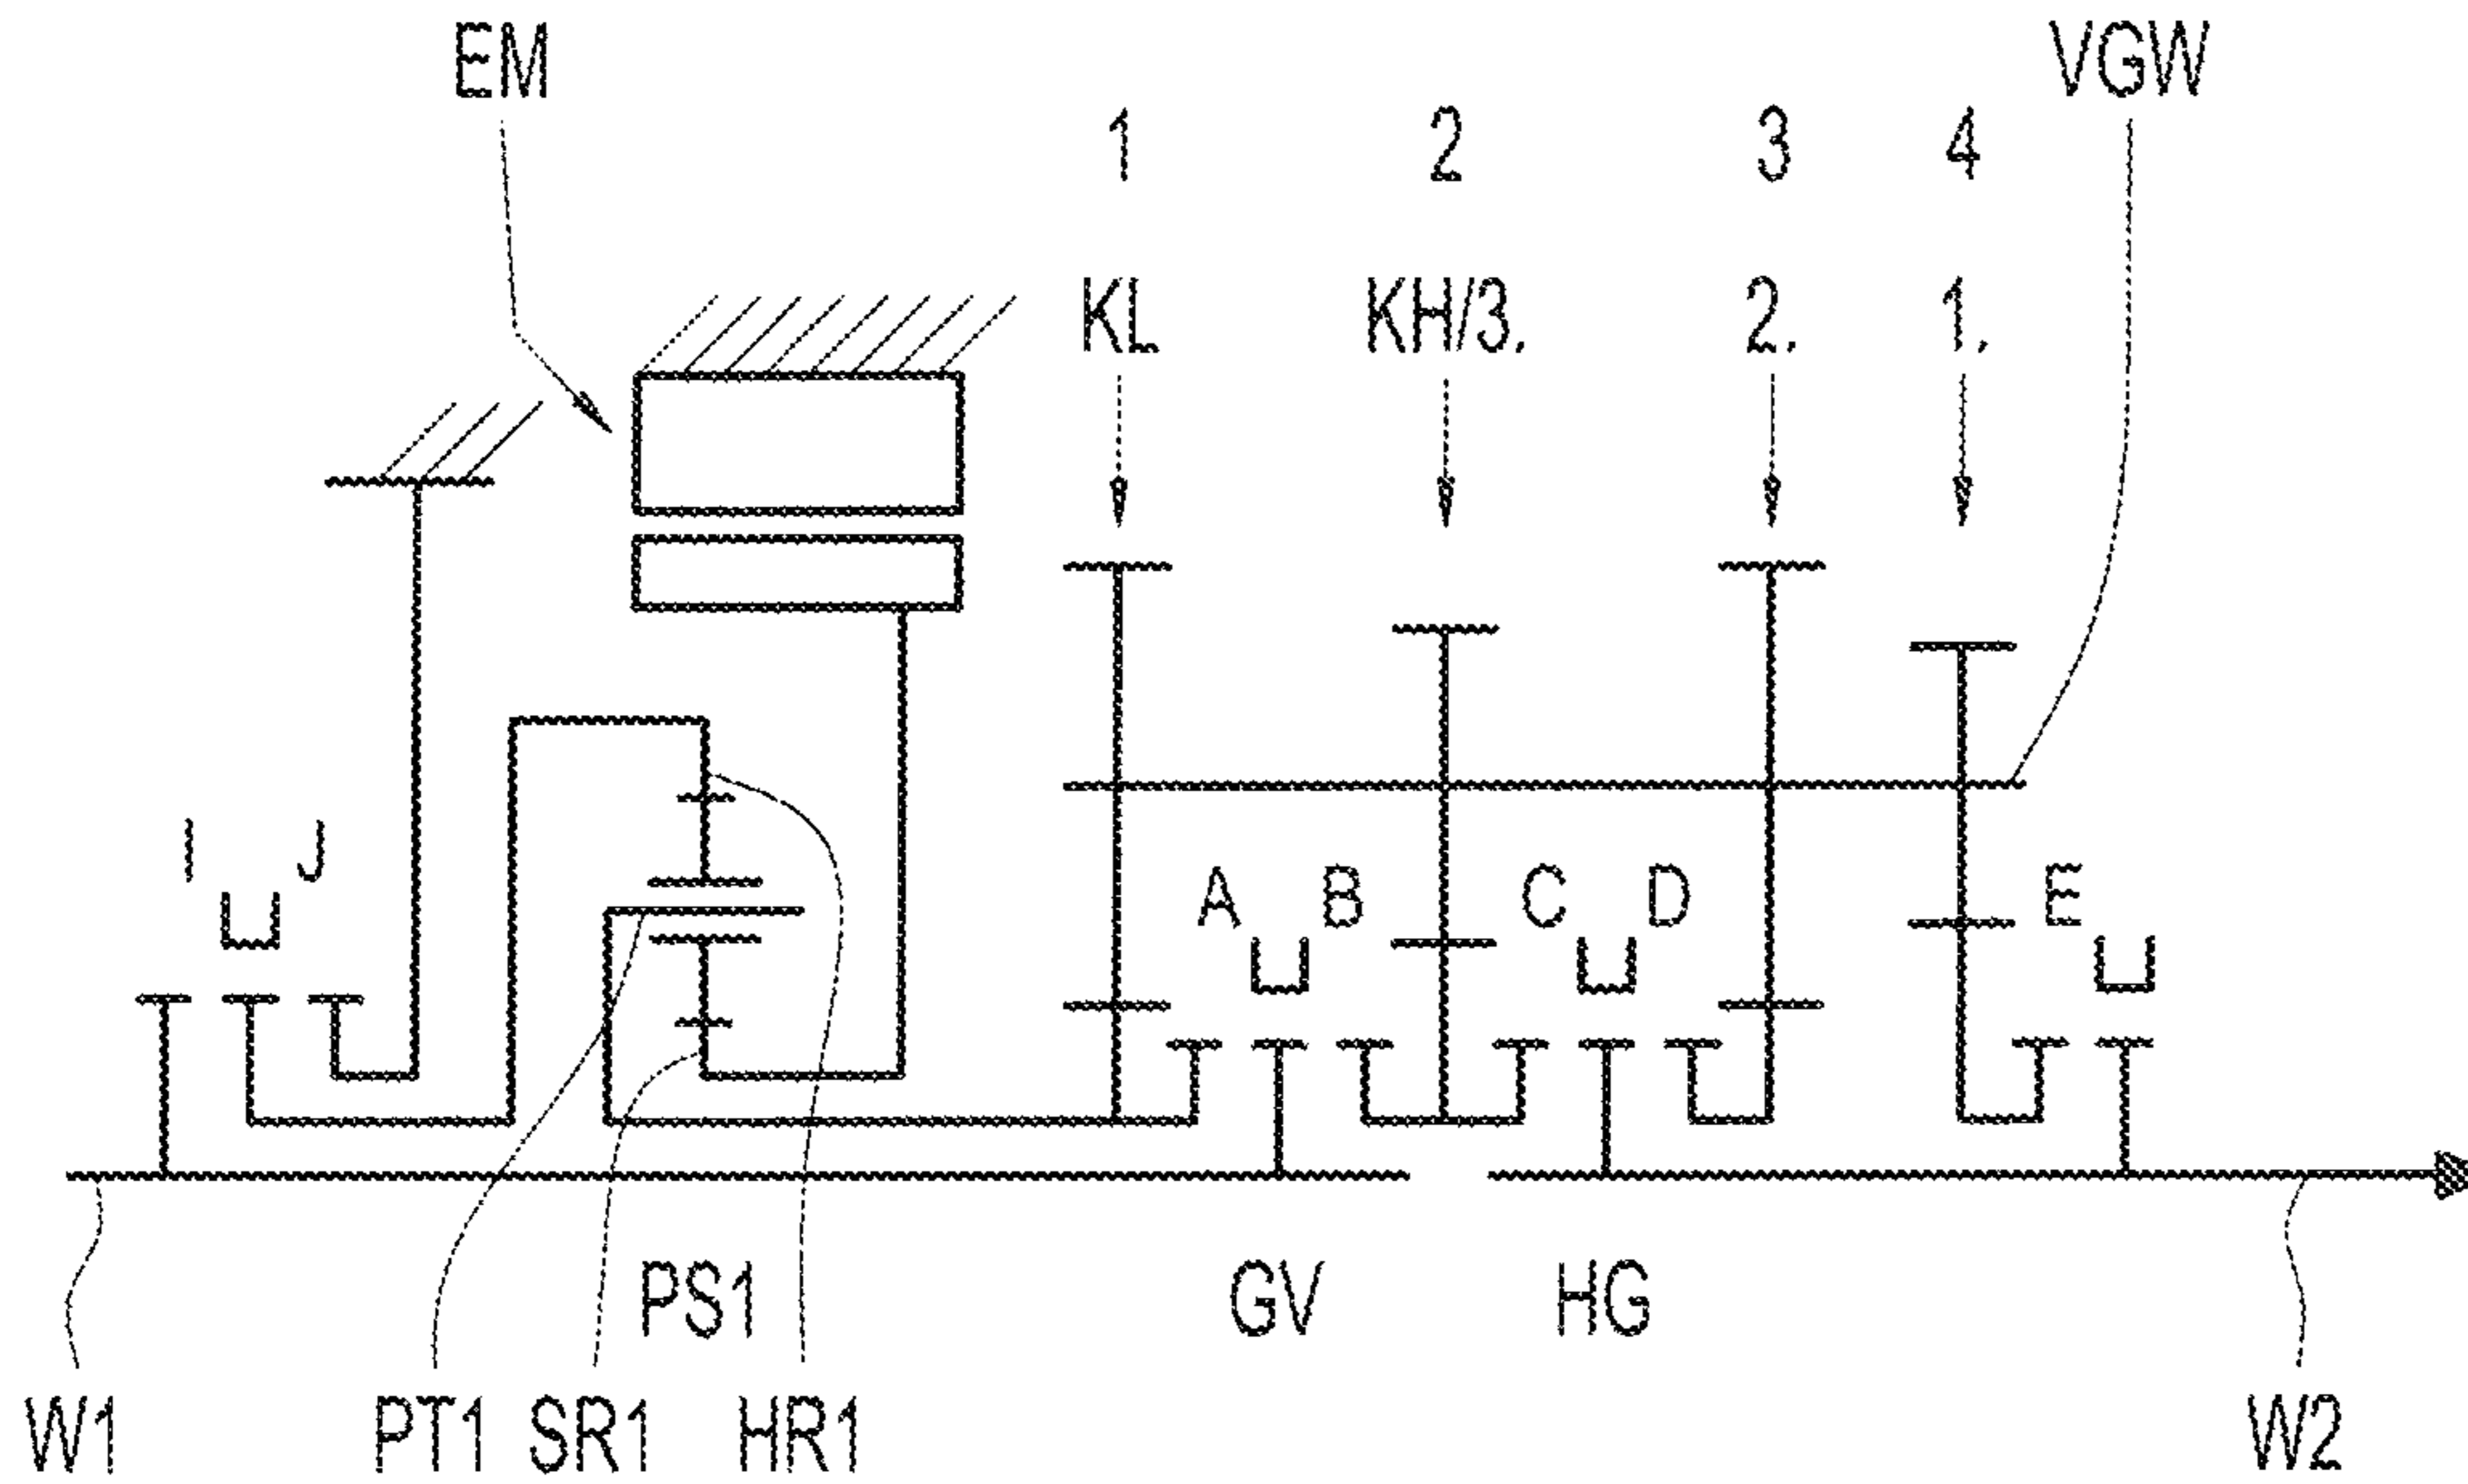 EM VGW
1 2 3 4
KL KH/3. 2. 1.
I J
A B C D E
PS1 GV HG
W1 PT1 SR1 HR1 W2